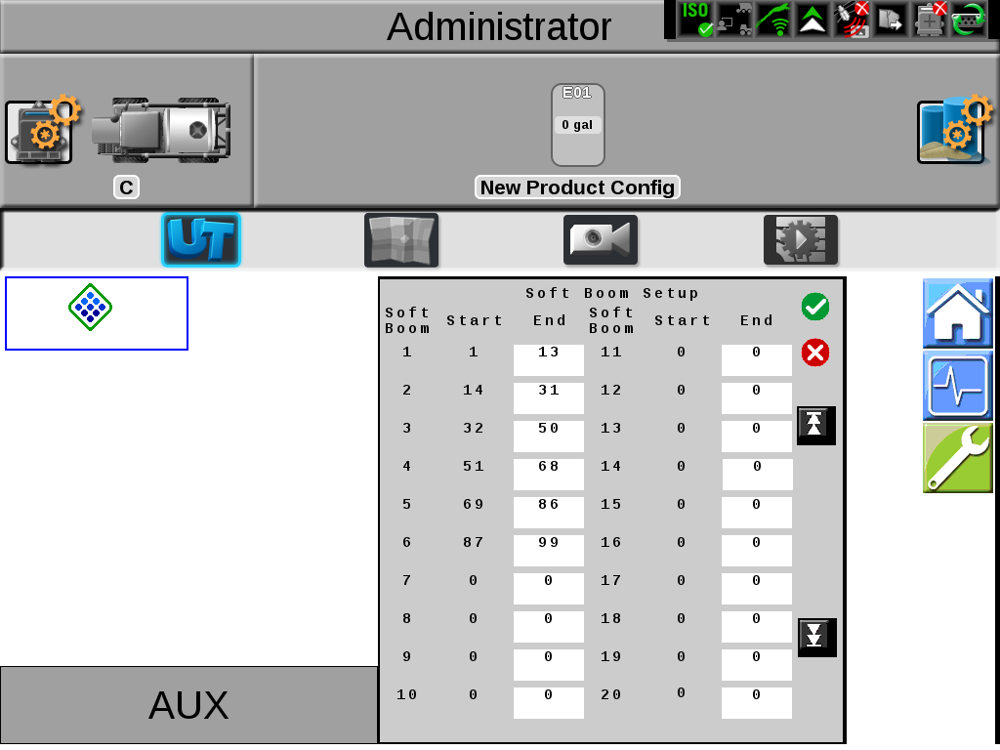 Administrator
ISO
E01
0 gal
C
New Product Config
UT
Soft Boom Setup
Soft Boom Start End Soft Boom Start End
1 1 13 11 0 0
2 14 31 12 0 0
3 32 50 13 0 0
4 51 68 14 0 0
5 69 86 15 0 0
6 87 99 16 0 0
7 0 0 17 0 0
8 0 0 18 0 0
9 0 0 19 0 0
10 0 0 20 0 0
AUX